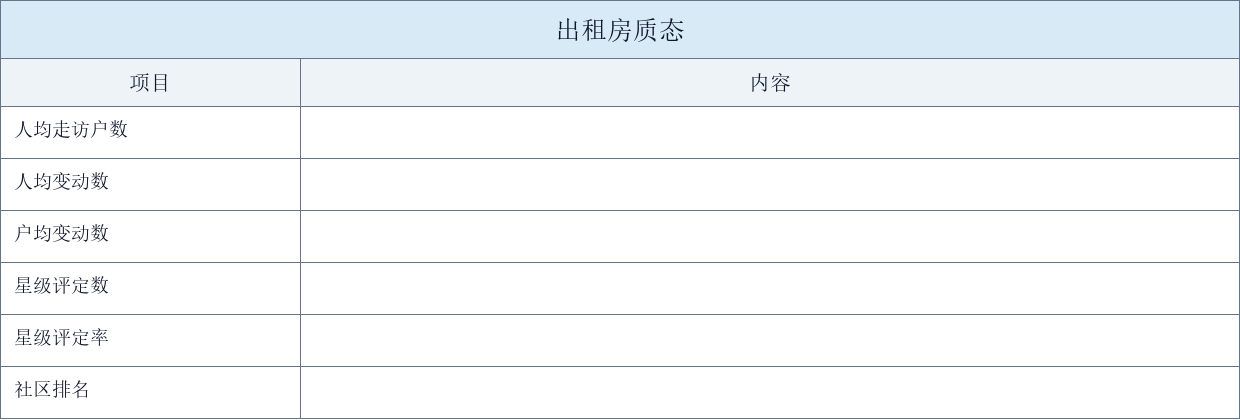 出租房质态
项目 内容
人均走访户数
人均变动数
户均变动数
星级评定数
星级评定率
社区排名